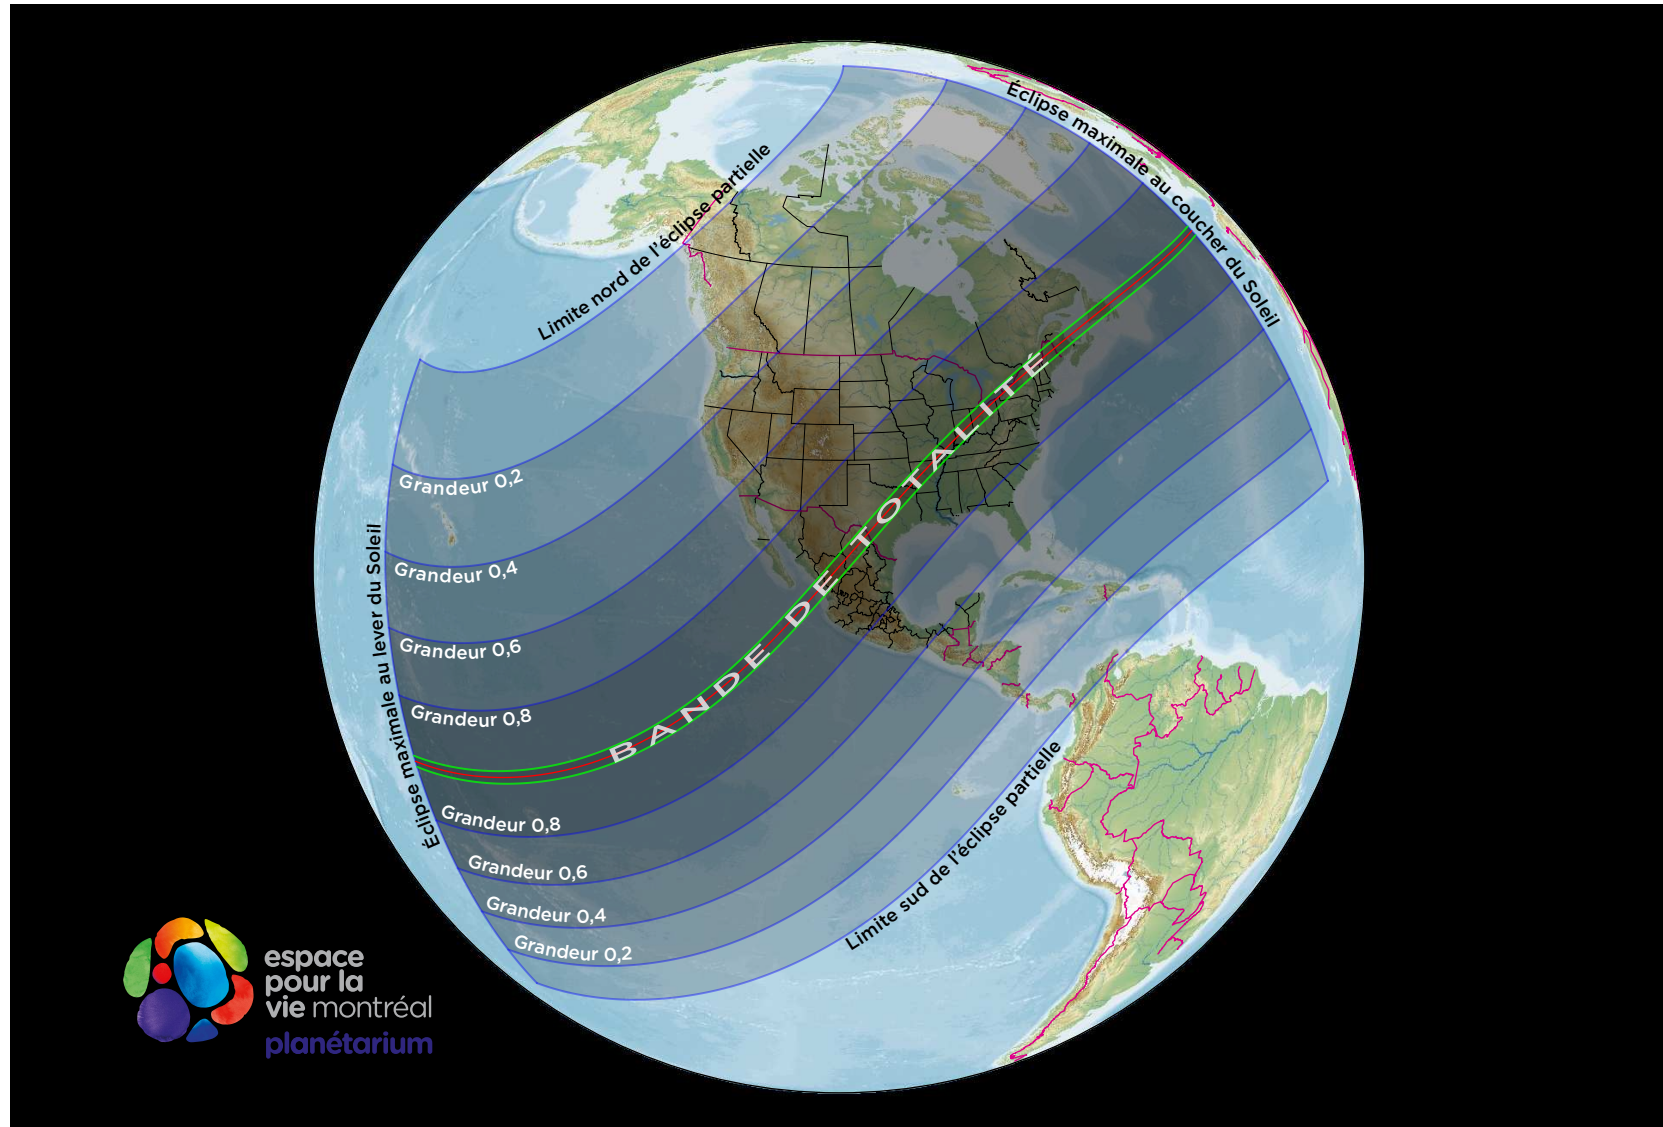 Éclipse maximale au coucher du Soleil
Limite nord de l'éclipse partielle
BANDE DE TOTALITÉ
Grandeur 0,2
Grandeur 0,4
Grandeur 0,6
Grandeur 0,8
Éclipse maximale au lever du Soleil
Grandeur 0,8
Grandeur 0,6
Grandeur 0,4
Grandeur 0,2
Limite sud de l'éclipse partielle
espace
pour la
vie montréal
planétarium